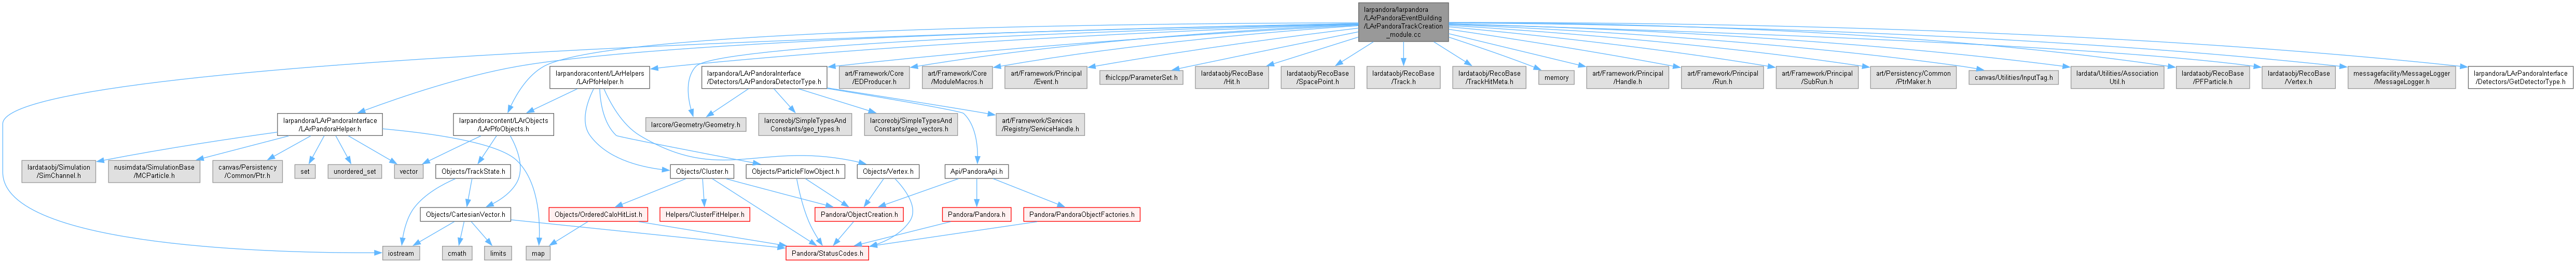 larpandora/larpandora
/LArPandoraEventBuilding
/LArPandoraTrackCreation
_module.cc
larpandoracontent/LArHelpers
/LArPfoHelper.h
larpandora/LArPandoraInterface
/Detectors/LArPandoraDetectorType.h
art/Framework/Core
/EDProducer.h
art/Framework/Core
/ModuleMacros.h
art/Framework/Principal
/Event.h
fhiclcpp/ParameterSet.h
lardataobj/RecoBase
/Hit.h
lardataobj/RecoBase
/SpacePoint.h
lardataobj/RecoBase
/Track.h
lardataobj/RecoBase
/TrackHitMeta.h
memory
art/Framework/Principal
/Handle.h
art/Framework/Principal
/Run.h
art/Framework/Principal
/SubRun.h
art/Persistency/Common
/PtrMaker.h
canvas/Utilities/InputTag.h
lardata/Utilities/Association
Util.h
lardataobj/RecoBase
/PFParticle.h
lardataobj/RecoBase
/Vertex.h
messagefacility/MessageLogger
/MessageLogger.h
larpandora/LArPandoraInterface
/Detectors/GetDetectorType.h
larpandora/LArPandoraInterface
/LArPandoraHelper.h
larpandoracontent/LArObjects
/LArPfoObjects.h
larcore/Geometry/Geometry.h
larcoreobj/SimpleTypesAnd
Constants/geo_types.h
larcoreobj/SimpleTypesAnd
Constants/geo_vectors.h
art/Framework/Services
/Registry/ServiceHandle.h
lardataobj/Simulation
/SimChannel.h
nusimdata/SimulationBase
/MCParticle.h
canvas/Persistency
/Common/Ptr.h
set
unordered_set
vector
Objects/TrackState.h
Objects/Cluster.h
Objects/ParticleFlowObject.h
Objects/Vertex.h
Api/PandoraApi.h
Objects/CartesianVector.h
Objects/OrderedCaloHitList.h
Helpers/ClusterFitHelper.h
Pandora/ObjectCreation.h
Pandora/Pandora.h
Pandora/PandoraObjectFactories.h
iostream
cmath
limits
map
Pandora/StatusCodes.h